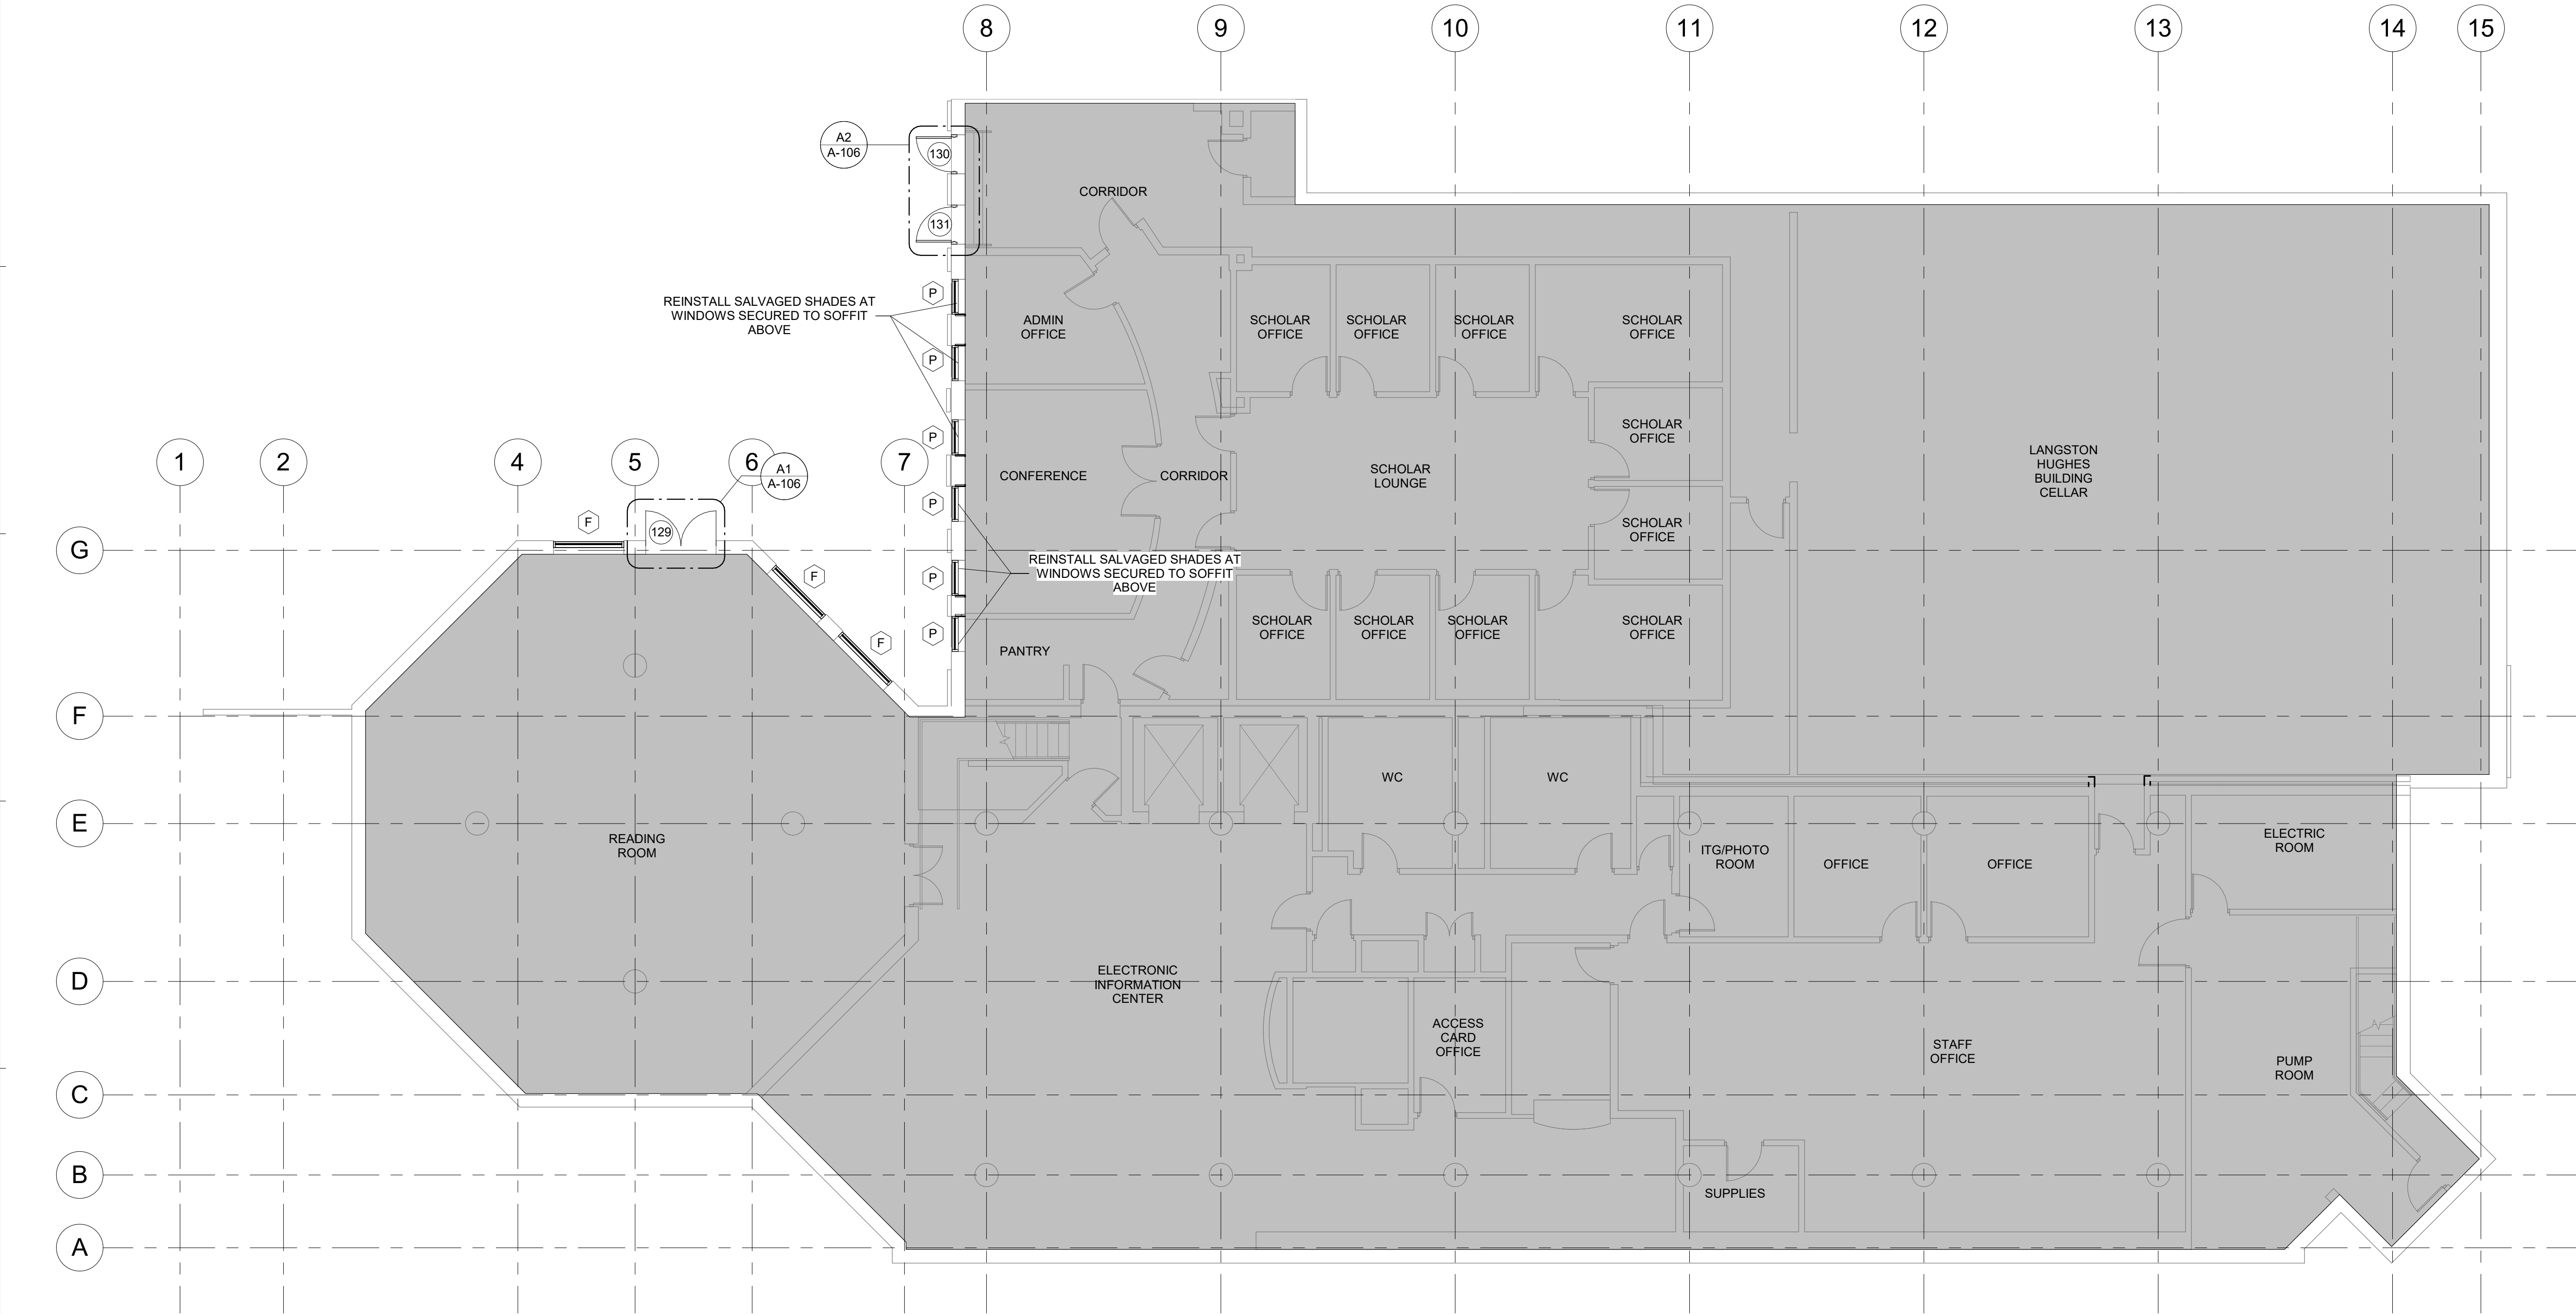 8
9
10
11
12
13
14
15
A2
A-106
130
131
CORRIDOR
P
REINSTALL SALVAGED SHADES AT
WINDOWS SECURED TO SOFFIT
ABOVE
ADMIN
OFFICE
SCHOLAR
OFFICE
SCHOLAR
OFFICE
SCHOLAR
OFFICE
SCHOLAR
OFFICE
P
P
SCHOLAR
OFFICE
1
2
4
5
6
A1
A-106
7
CONFERENCE
CORRIDOR
SCHOLAR
LOUNGE
LANGSTON
HUGHES
BUILDING
CELLAR
P
F
129
SCHOLAR
OFFICE
G
REINSTALL SALVAGED SHADES AT
WINDOWS SECURED TO SOFFIT
ABOVE
F
P
F
P
SCHOLAR
OFFICE
SCHOLAR
OFFICE
SCHOLAR
OFFICE
SCHOLAR
OFFICE
PANTRY
F
WC
WC
E
READING
ROOM
ITG/PHOTO
ROOM
OFFICE
OFFICE
ELECTRIC
ROOM
D
ELECTRONIC
INFORMATION
CENTER
ACCESS
CARD
OFFICE
STAFF
OFFICE
PUMP
ROOM
C
B
SUPPLIES
A